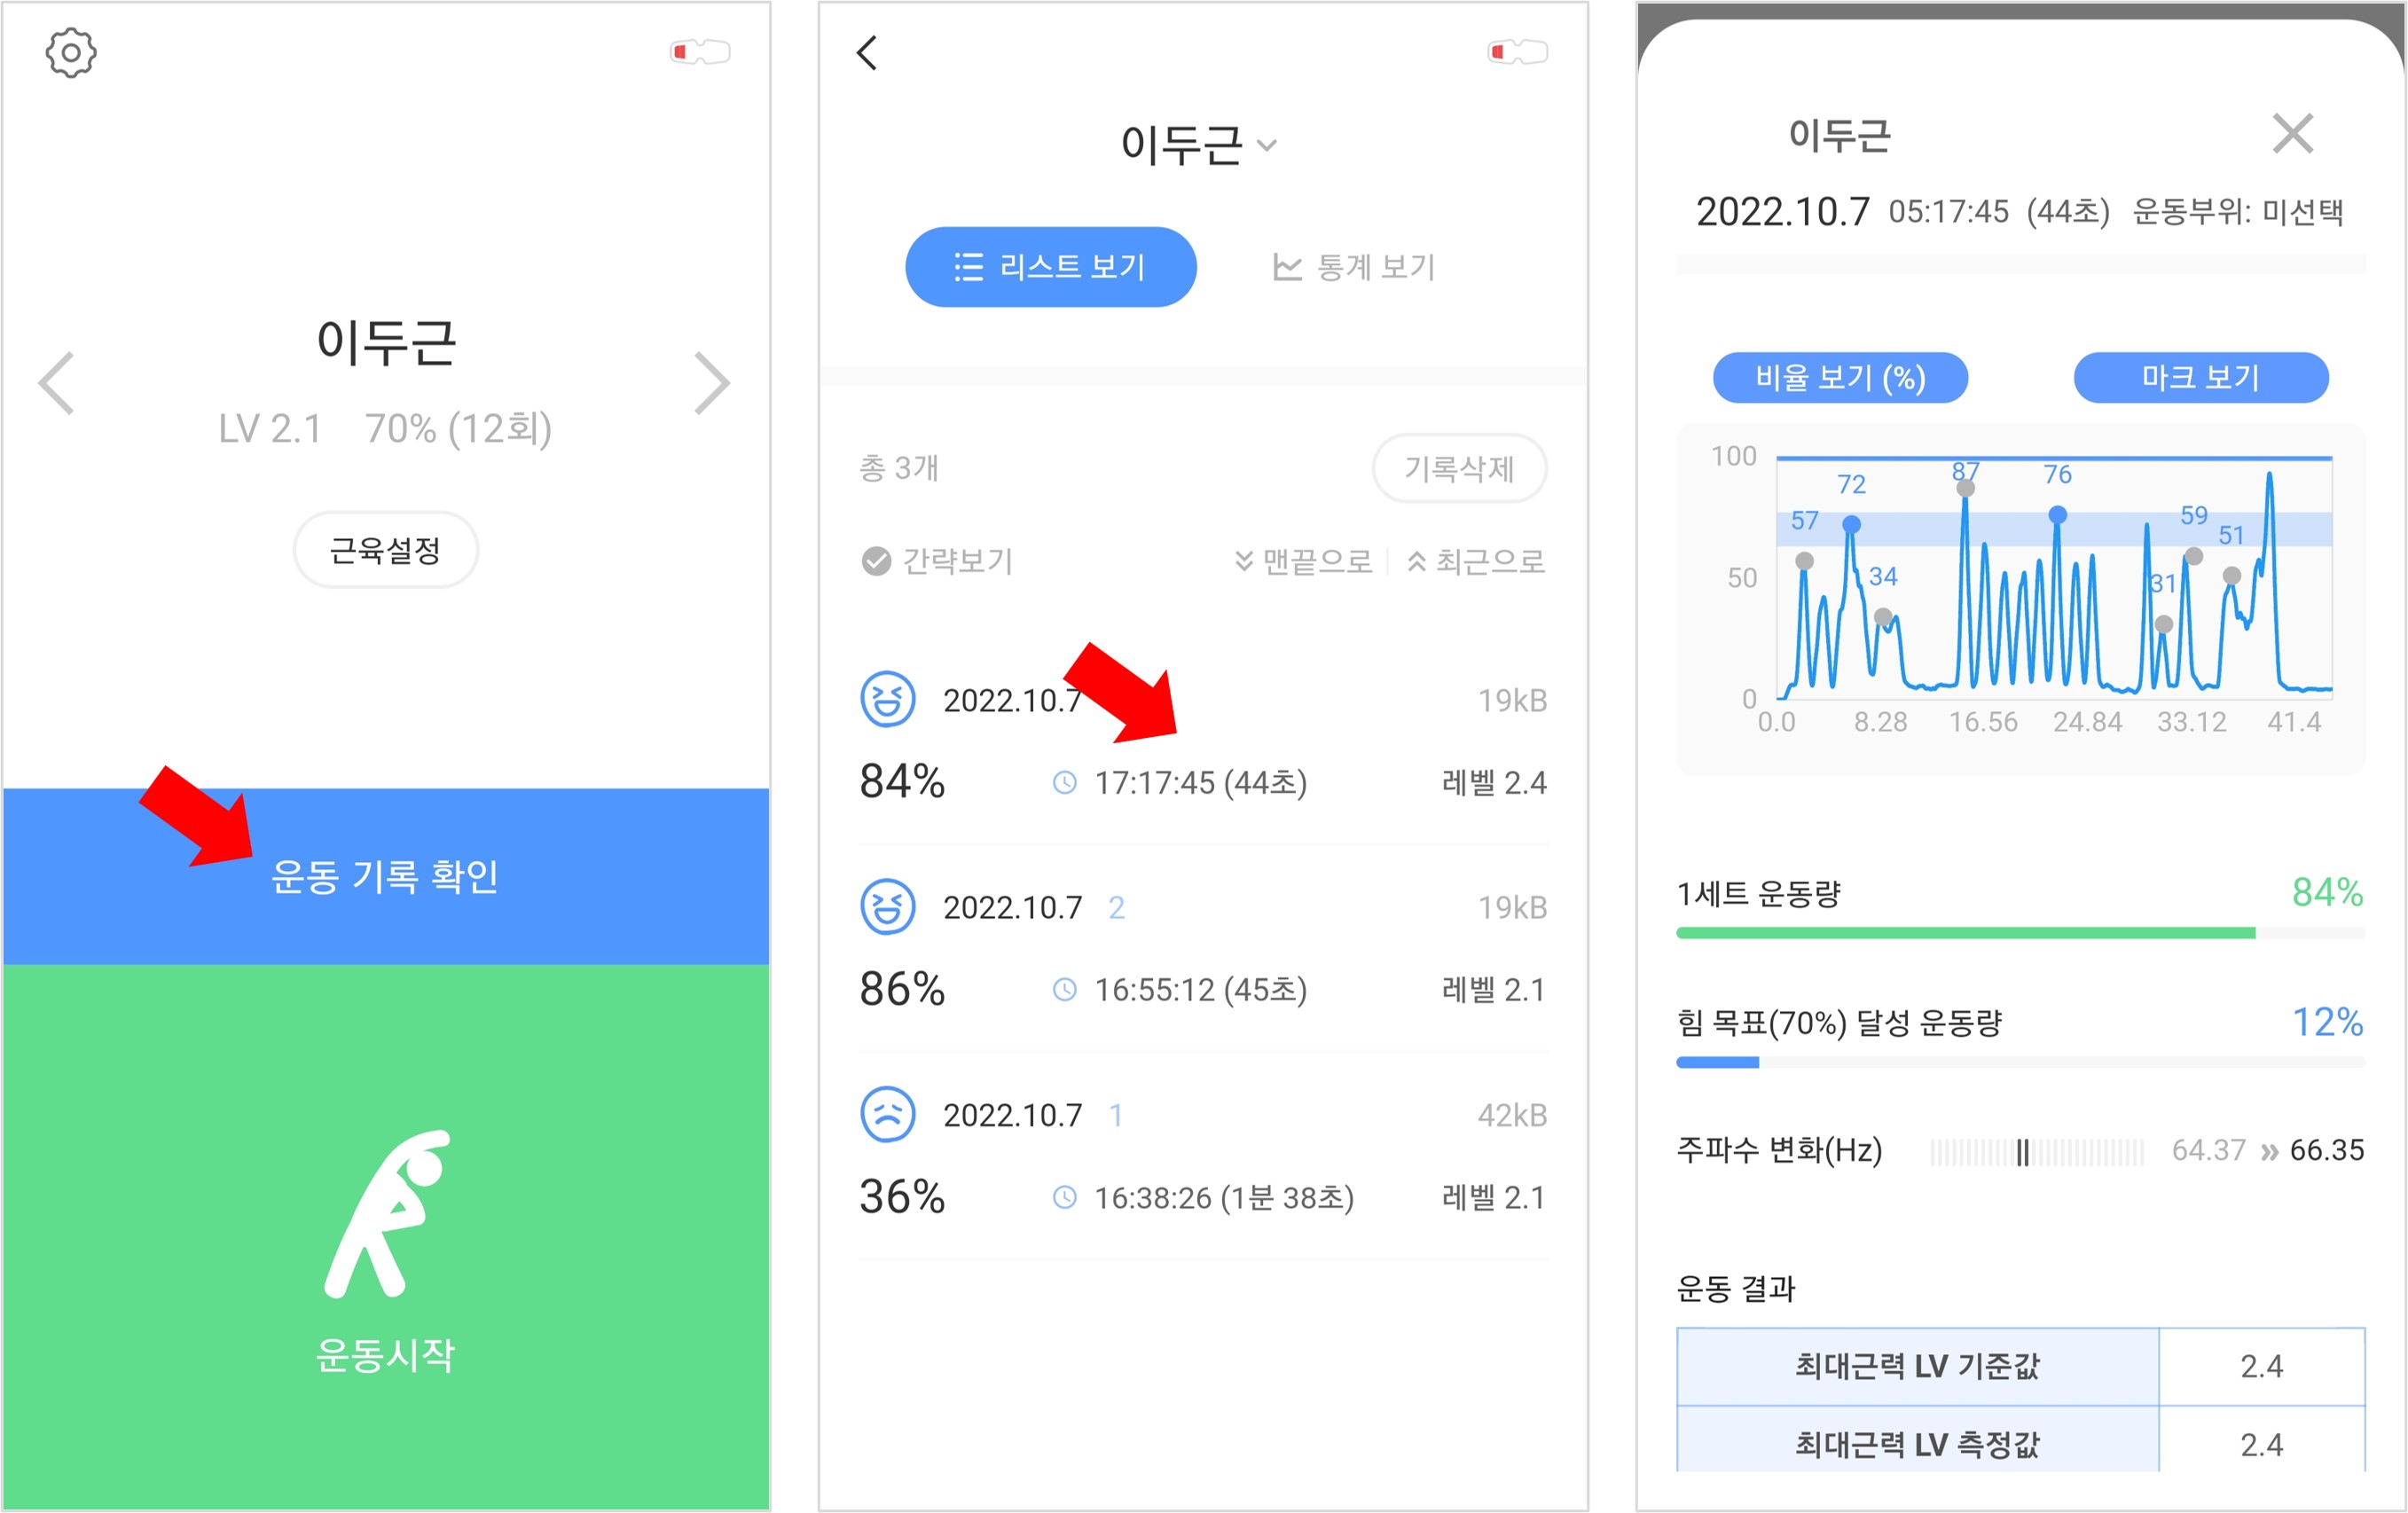 이두근
LV 2.1 70% (12회)
근육설정
운동 기록 확인
운동시작
이두근
리스트 보기 통계 보기
총 3개 기록삭제
간략보기 맨끝으로 최근으로
2022.10.7 19kB
84% 17:17:45 (44초) 레벨 2.4
2022.10.7 2 19kB
86% 16:55:12 (45초) 레벨 2.1
2022.10.7 1 42kB
36% 16:38:26 (1분 38초) 레벨 2.1
이두근
2022.10.7 05:17:45 (44초) 운동부위: 미선택
비율 보기 (%) 마크 보기
100
87
76
72
59
57
51
50
34
31
0
0.0 8.28 16.56 24.84 33.12 41.4
1세트 운동량 84%
힘 목표(70%) 달성 운동량 12%
주파수 변화(Hz) 64.37 » 66.35
운동 결과
최대근력 LV 기준값 2.4
최대근력 LV 측정값 2.4